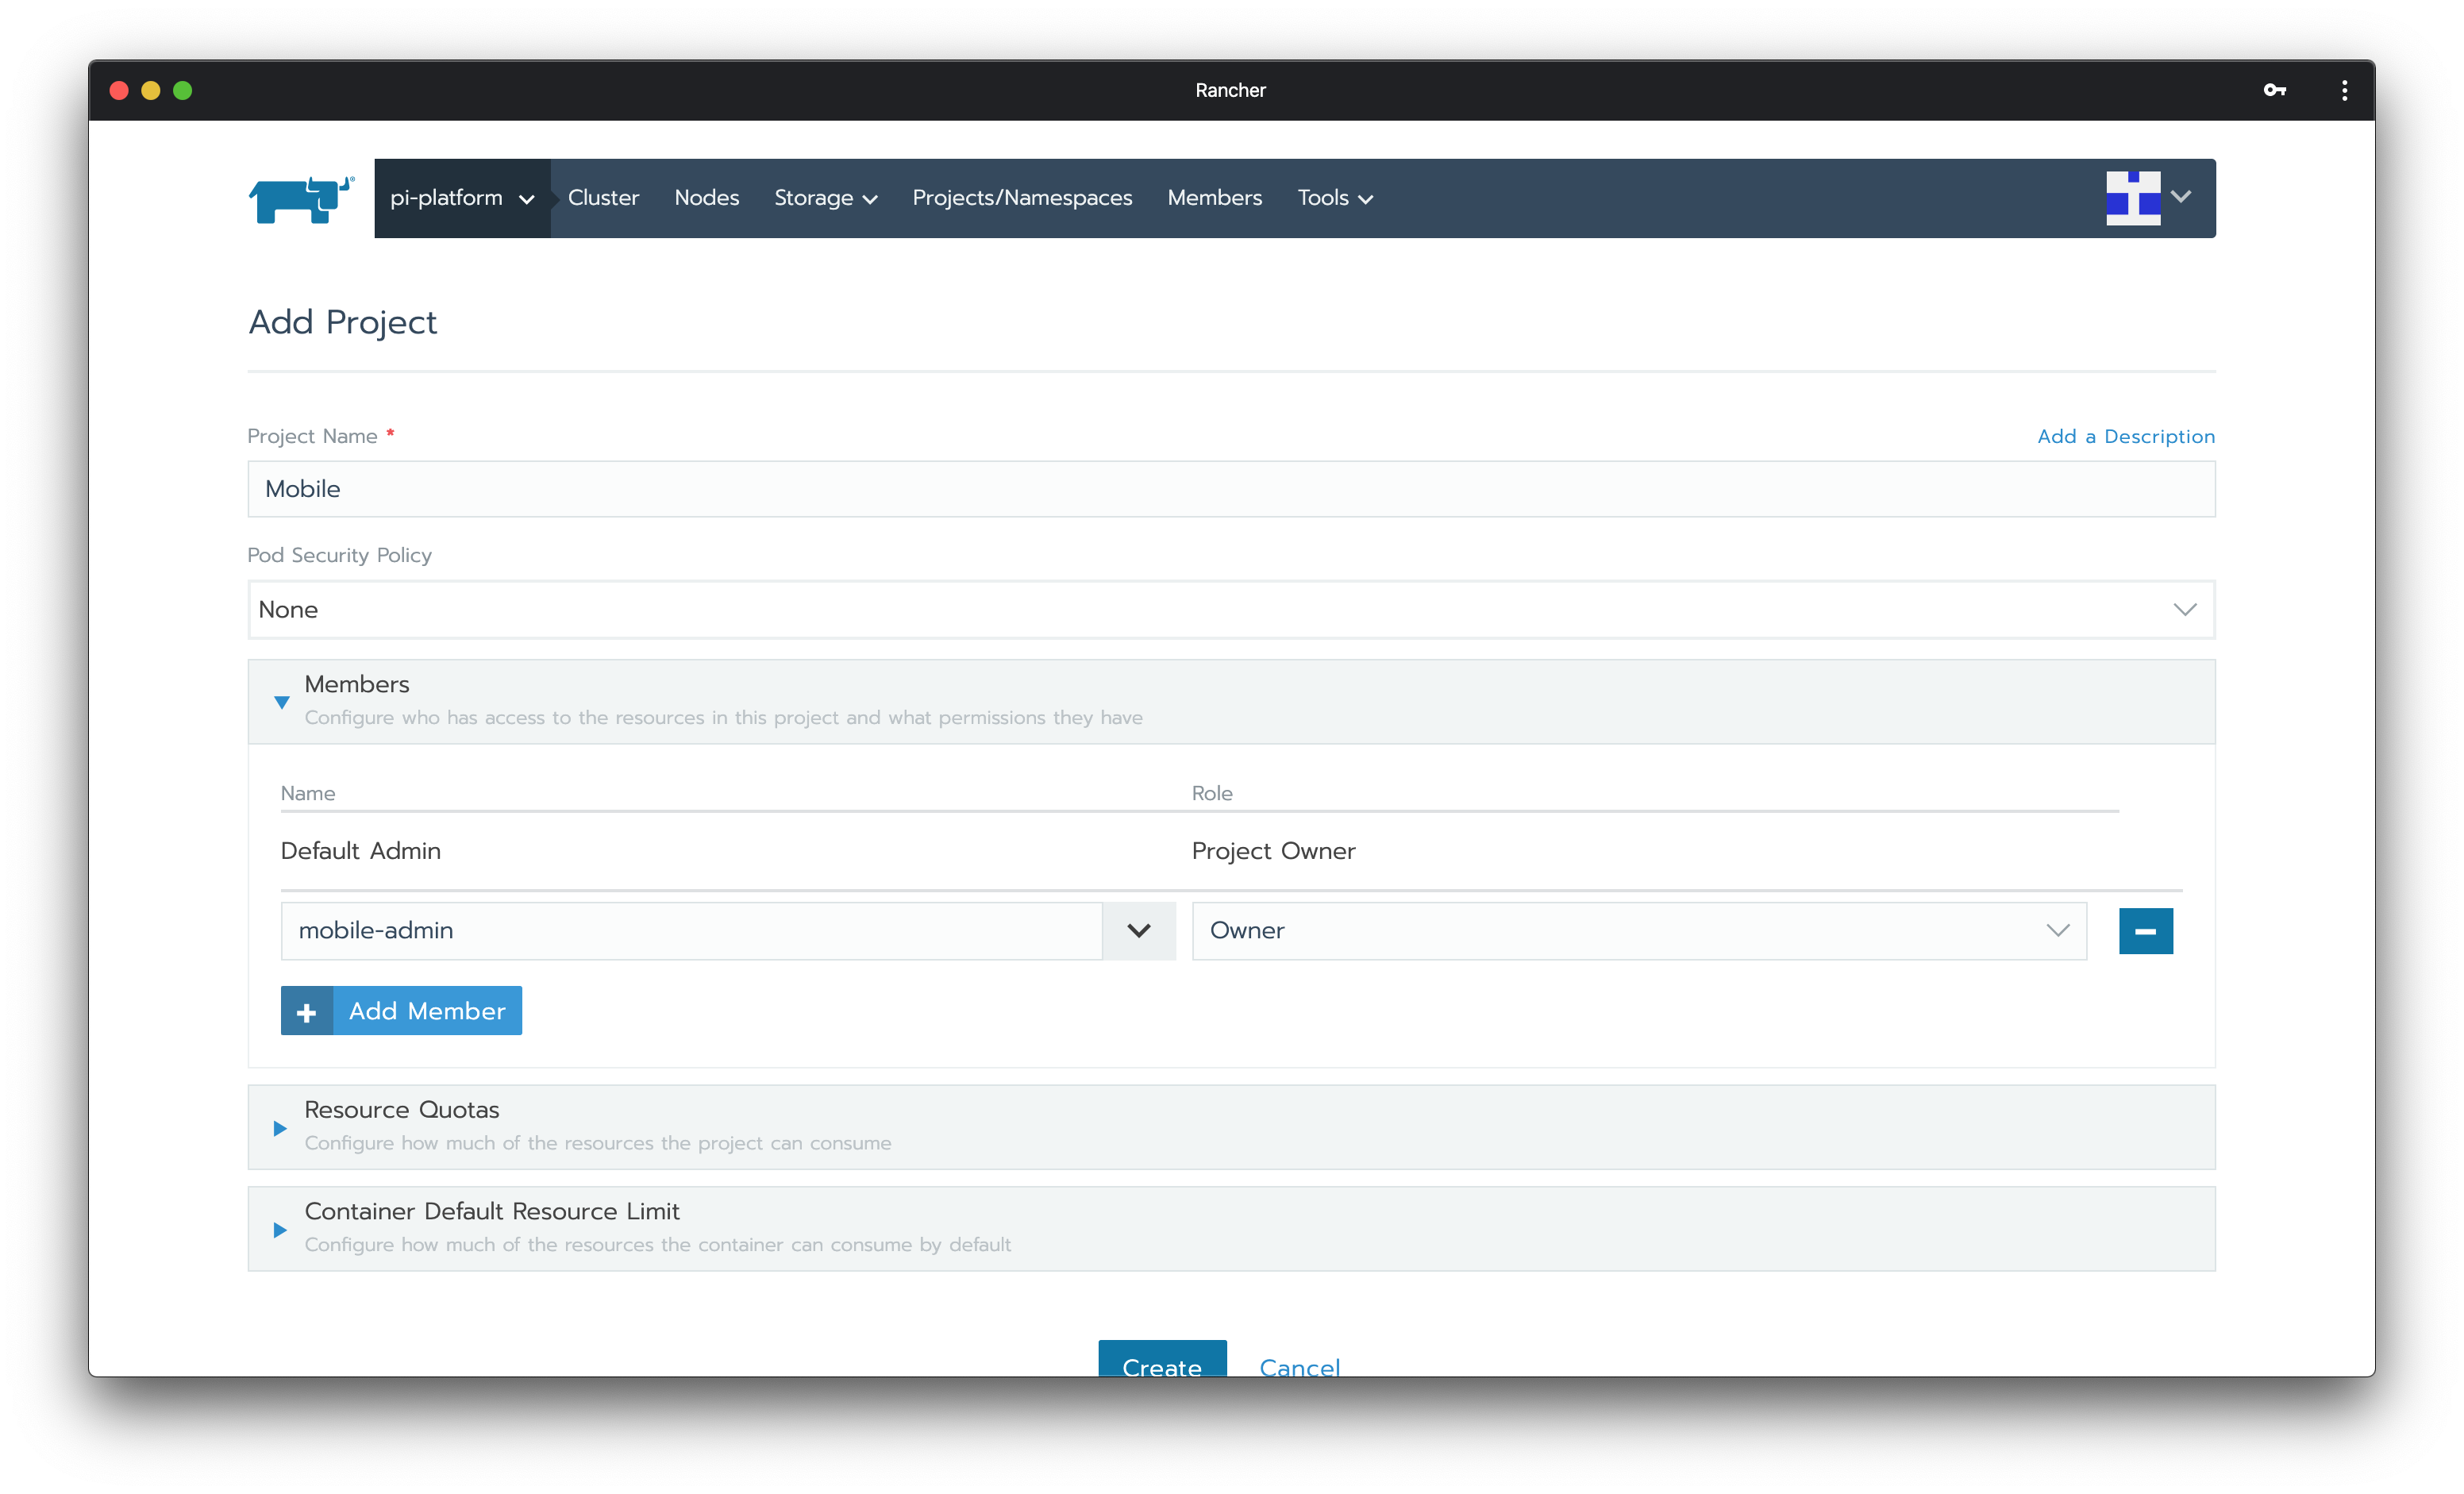 Rancher
pi-platform Cluster Nodes Storage Projects/Namespaces Members Tools
Add Project
Project Name * Add a Description
Mobile
Pod Security Policy
None
Members
Configure who has access to the resources in this project and what permissions they have
Name Role
Default Admin Project Owner
mobile-admin Owner
Add Member
Resource Quotas
Configure how much of the resources the project can consume
Container Default Resource Limit
Configure how much of the resources the container can consume by default
Create Cancel